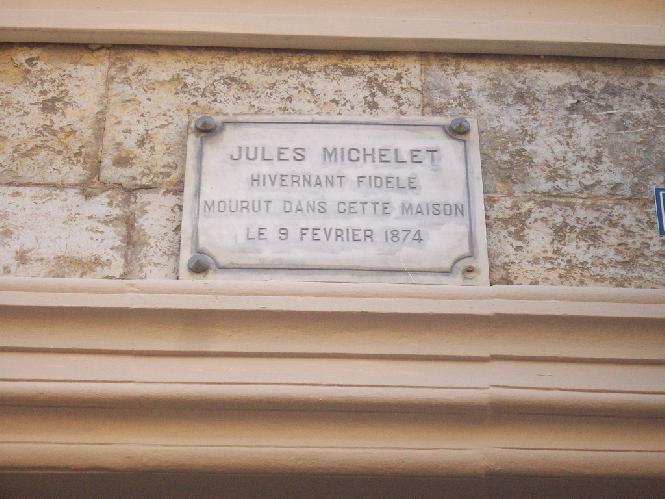 JULES MICHELET
HIVERNANT FIDELE
MOURUT DANS CETTE MAISON
LE 9 FEVRIER 1874